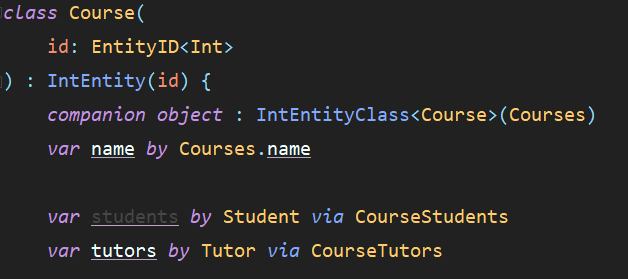 class Course(
    id: EntityID<Int>
) : IntEntity(id) {
    companion object : IntEntityClass<Course>(Courses)
    var name by Courses.name
    var students by Student via CourseStudents
    var tutors by Tutor via CourseTutors